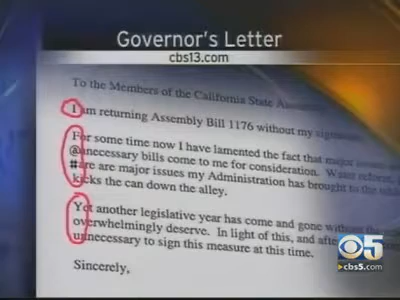 Governor's Letter
cbs13.com
To the Members of the California State
I am returning Assembly Bill 1176 without my
For some time now I have lamented the fact that major issues
@necessary bills come to me for consideration. Water reform,
#are are major issues my Administration has brought to the
kicks the can down the alley.
Yet another legislative year has come and gone without the
overwhelmingly deserve. In light of this, and after
unnecessary to sign this measure at this time.
Sincerely,
CBS 5
cbs5.com